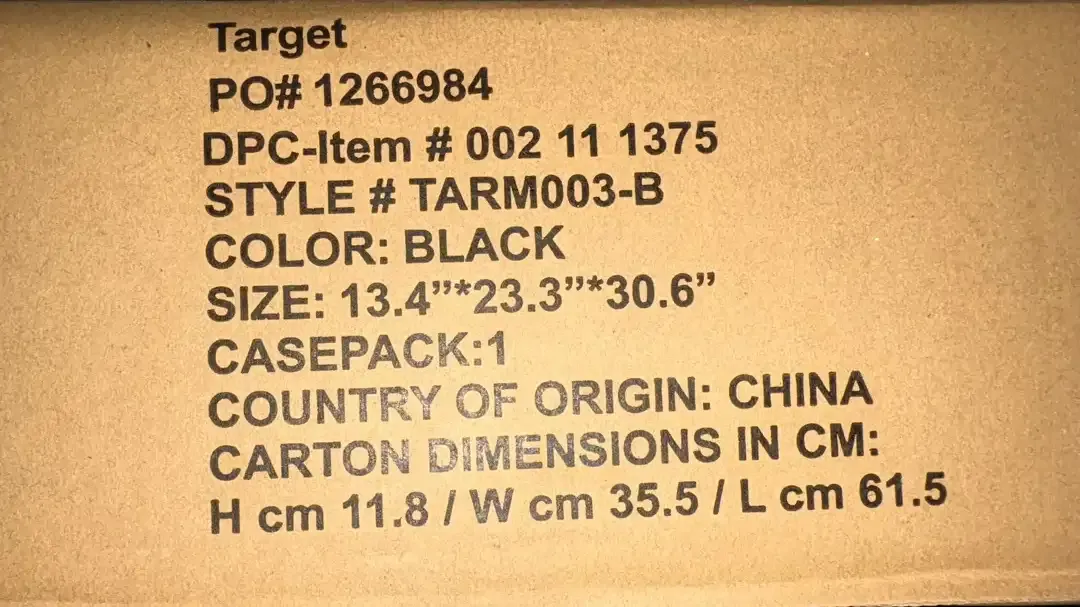 Target
PO# 1266984
DPC-Item # 002 11 1375
STYLE # TARM003-B
COLOR: BLACK
SIZE: 13.4”*23.3”*30.6”
CASEPACK:1
COUNTRY OF ORIGIN: CHINA
CARTON DIMENSIONS IN CM:
H cm 11.8 / W cm 35.5 / L cm 61.5